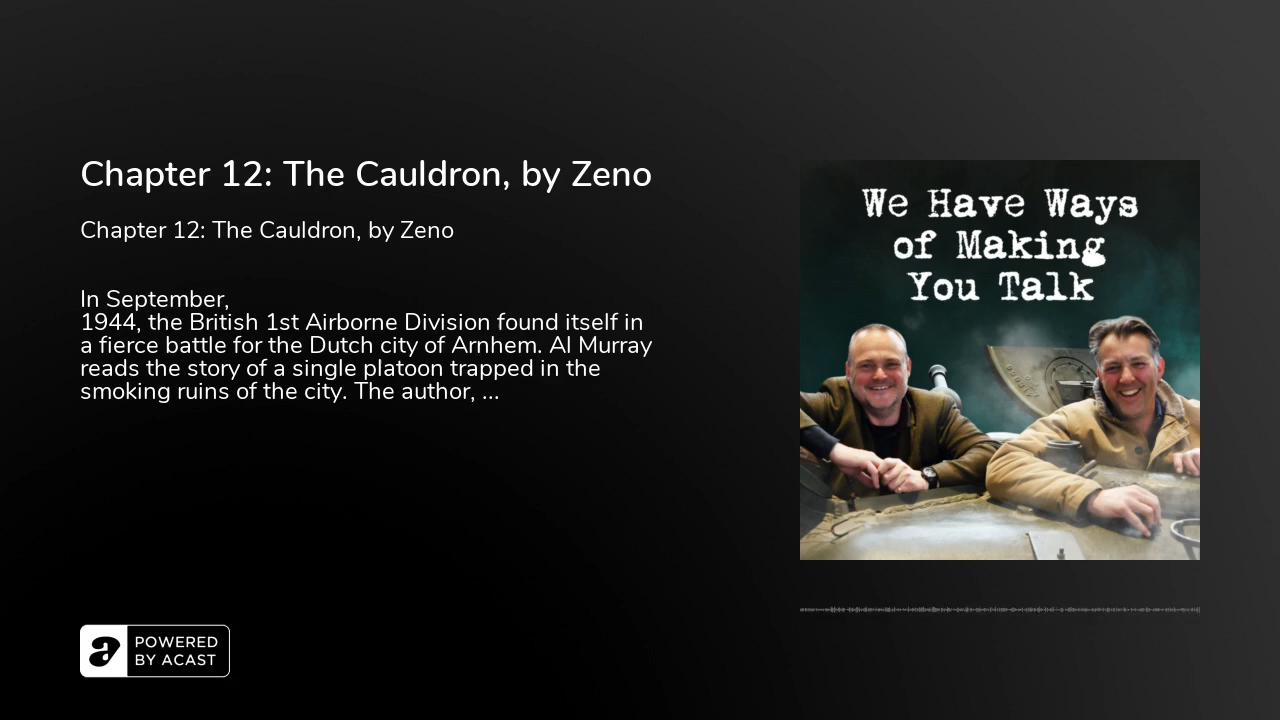 Chapter 12: The Cauldron, by Zeno
Chapter 12: The Cauldron, by Zeno
In September,
1944, the British 1st Airborne Division found itself in
a fierce battle for the Dutch city of Arnhem. Al Murray
reads the story of a single platoon trapped in the
smoking ruins of the city. The author, ...
We Have Ways
of Making
You Talk
a POWERED
BY ACAST